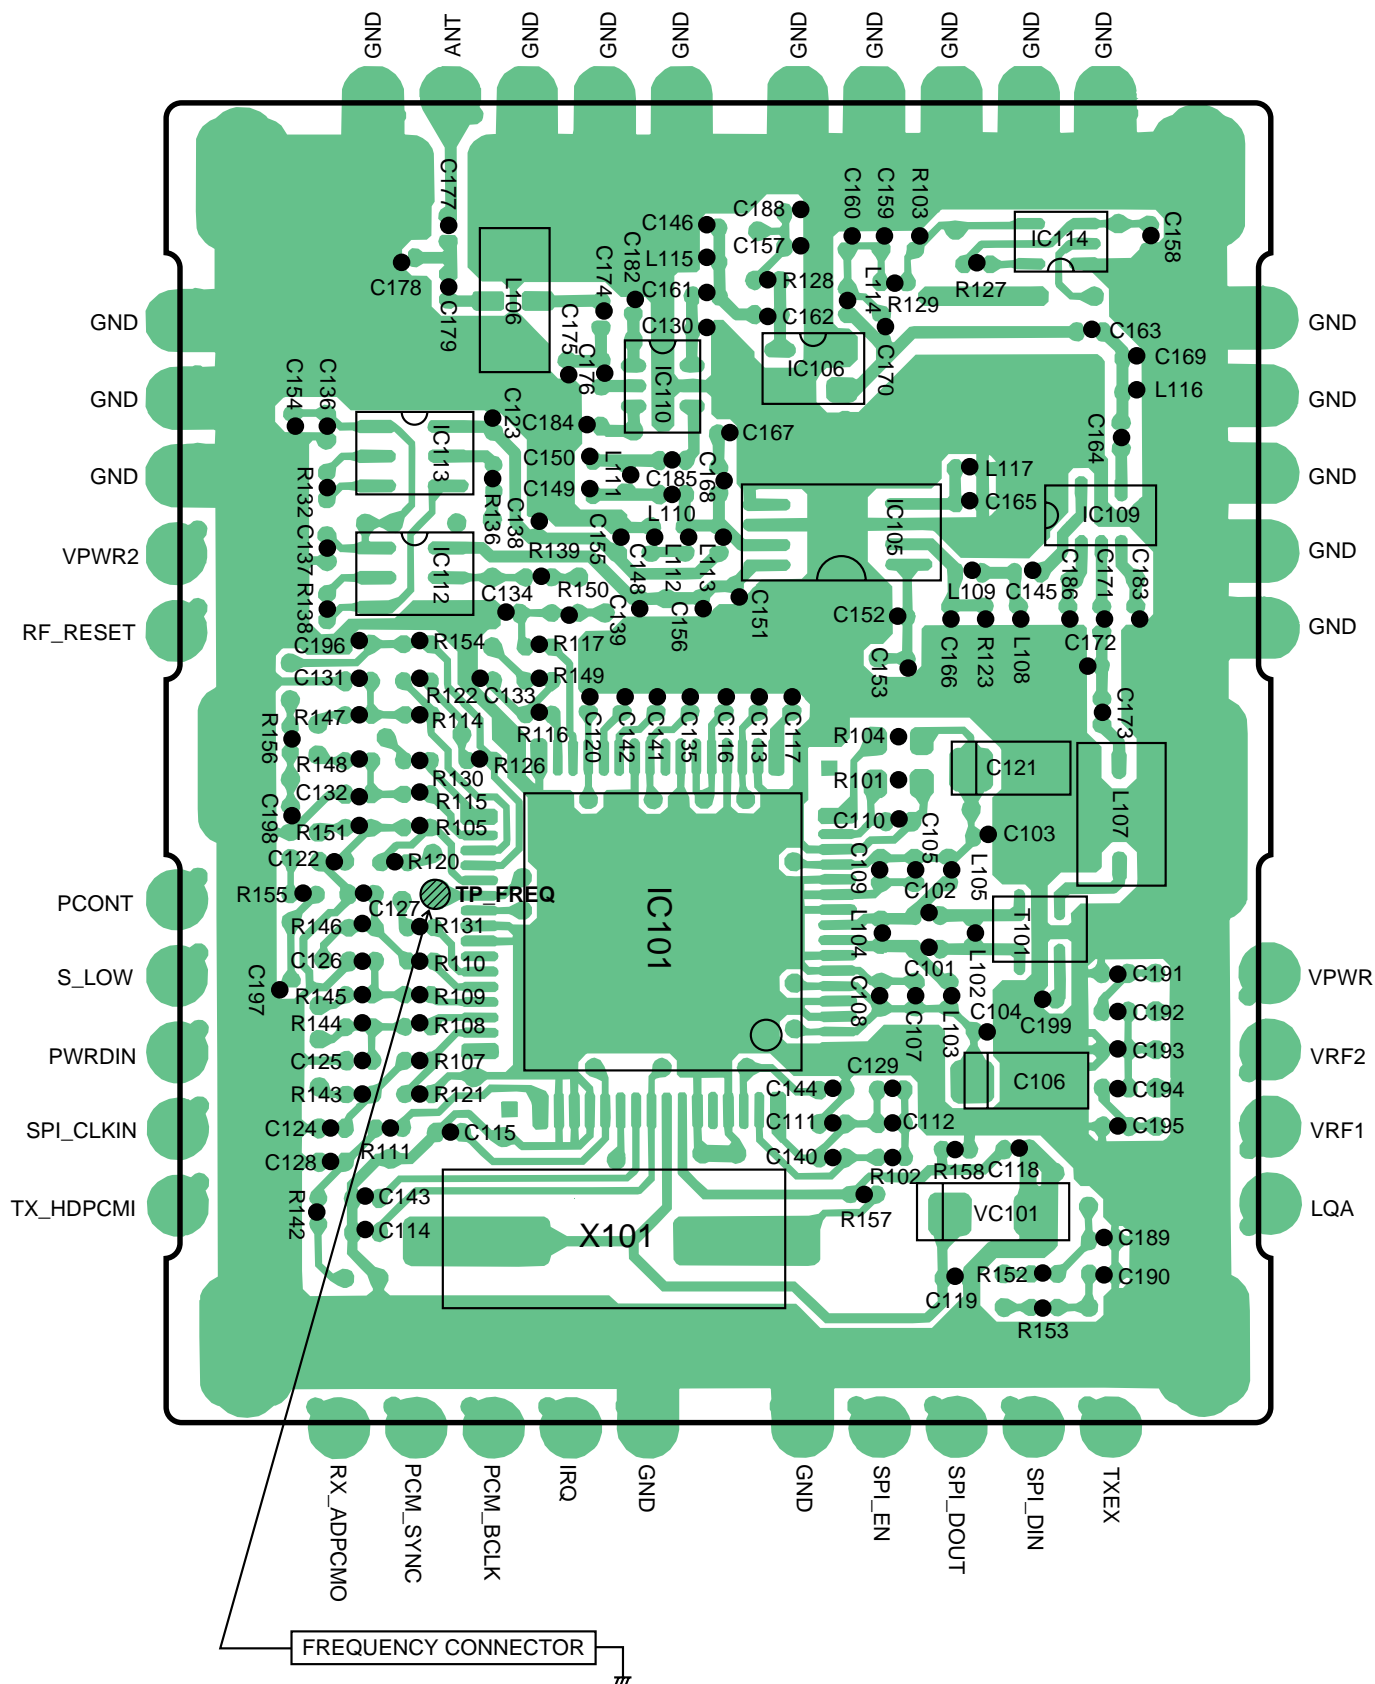 GND
ANT
GND
GND
GND
GND
GND
GND
GND
GND
C177
C178
C179
L106
C174
C182
C175
C176
C146
L115
C161
C130
C188
C157
R128
C162
C160
C159
R103
L114
R129
C170
R127
IC114
C158
C163
C169
L116
C164
GND
GND
GND
VPWR2
RF_RESET
GND
GND
GND
GND
GND
C154
C136
IC113
C123
R132
R136
C138
C137
R138
IC112
IC110
IC106
C184
C150
C149
L111
C185
L110
C167
C168
R139
C155
R150
C134
C148
L112
L113
C139
C156
C151
IC105
L117
C165
IC109
C152
C153
L109
C145
C166
R123
L108
C186
C171
C183
C172
C173
C196
R154
R117
C131
R122
C133
R149
R147
R114
R116
R156
R148
R130
R126
C132
R115
C198
R151
R105
C122
R120
C120
C142
C141
C135
C116
C113
C117
R104
R101
C110
C121
L107
C103
C105
C109
C102
L105
R155
C127
TP_FREQ
R146
R131
C126
R110
C197
R145
R109
R144
R108
C125
R107
R143
R121
C124
R111
C115
C128
R142
C143
C114
IC101
L104
C101
L102
T101
C108
C107
L103
C104
C199
C106
C191
C192
C193
C194
C195
C144
C129
C111
C112
C140
R102
R157
R158
C118
VC101
X101
C119
R152
R153
C189
C190
PCONT
S_LOW
PWRDIN
SPI_CLKIN
TX_HDPCMI
VPWR
VRF2
VRF1
LQA
RX_ADPCMO
PCM_SYNC
PCM_BCLK
IRQ
GND
GND
SPI_EN
SPI_DOUT
SPI_DIN
TXEX
FREQUENCY CONNECTOR